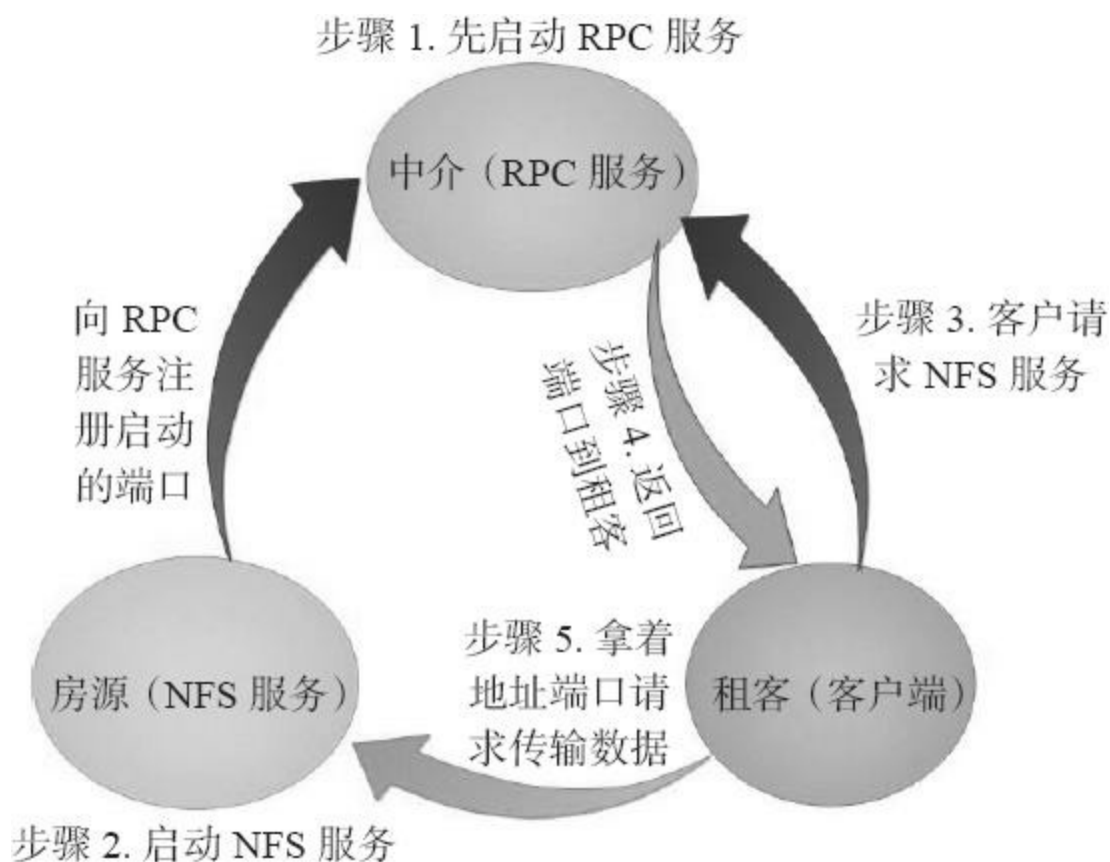 步骤 1. 先启动 RPC 服务
中介（RPC 服务）
向 RPC
服务注
册启动
的端口
步骤 3. 客户请
求 NFS 服务
步骤 4. 返回
端口到租客
步骤 5. 拿着
地址端口请
求传输数据
房源（NFS 服务）
租客（客户端）
步骤 2. 启动 NFS 服务